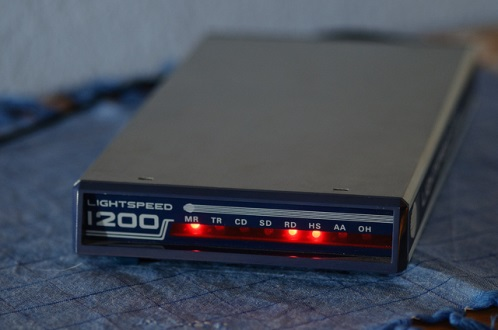 LIGHTSPEED
1200
MR TR CD SD RD HS AA OH